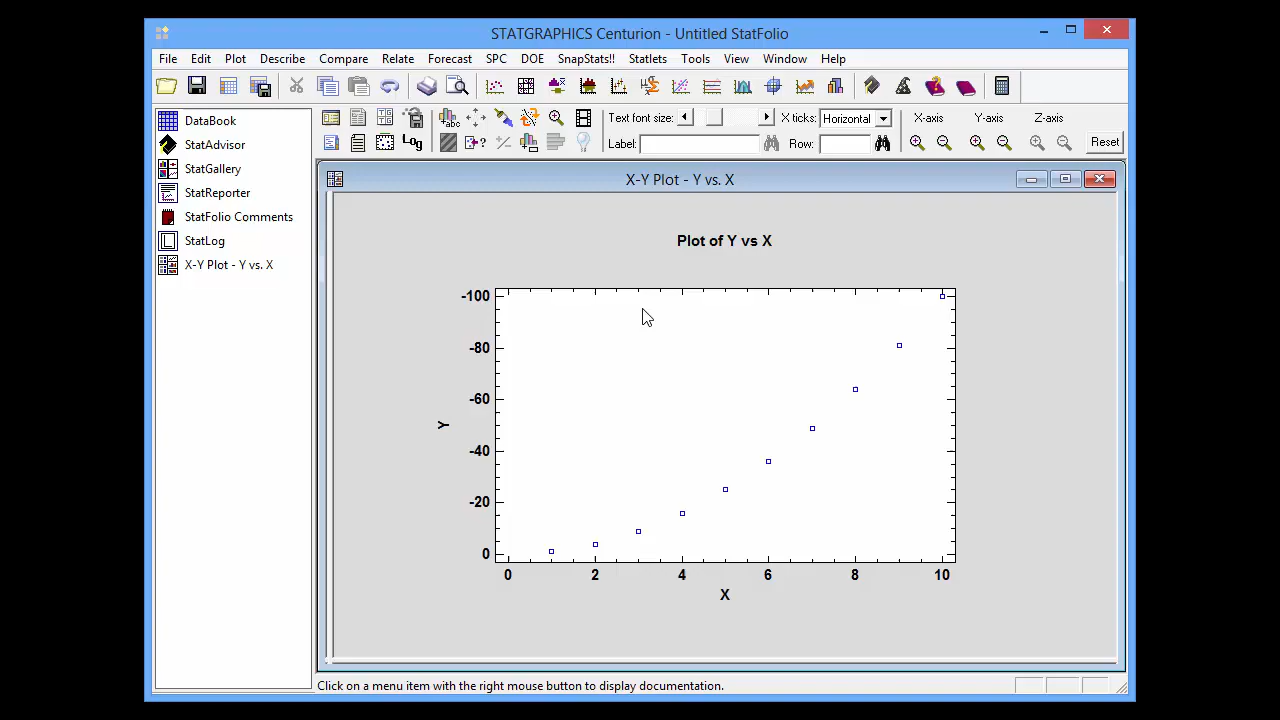 STATGRAPHICS Centurion - Untitled StatFolio
File Edit Plot Describe Compare Relate Forecast SPC DOE SnapStats!! Statlets Tools View Window Help
DataBook
StatAdvisor
StatGallery
StatReporter
StatFolio Comments
StatLog
X-Y Plot - Y vs. X
Text font size: X ticks: Horizontal X-axis Y-axis Z-axis
Log Label: Row: Reset
X-Y Plot - Y vs. X
Plot of Y vs X
-100
-80
-60
Y
-40
-20
0
0 2 4 6 8 10
X
Click on a menu item with the right mouse button to display documentation.